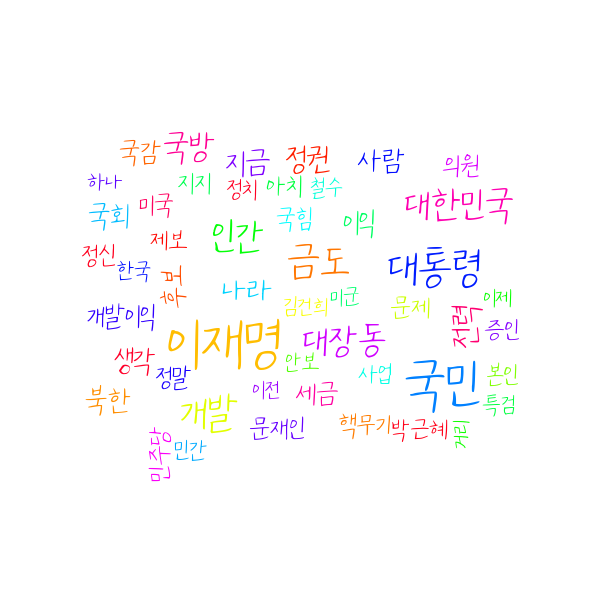 국감 국방 지금 정권 사람 의원
하나 지지 정치 아치 철수
국회 미국 국힘 이익 대한민국
정신 제보 인간 금도 대통령
한국 후보 나라 김건희 미군 문제 이제
개발이익 이재명 대장동 전력 증인
생각 정말 안보 사업 국민 본인
북한 개발 이전 세금 특검
민주당 민간 문재인 핵무기 박근혜 거리